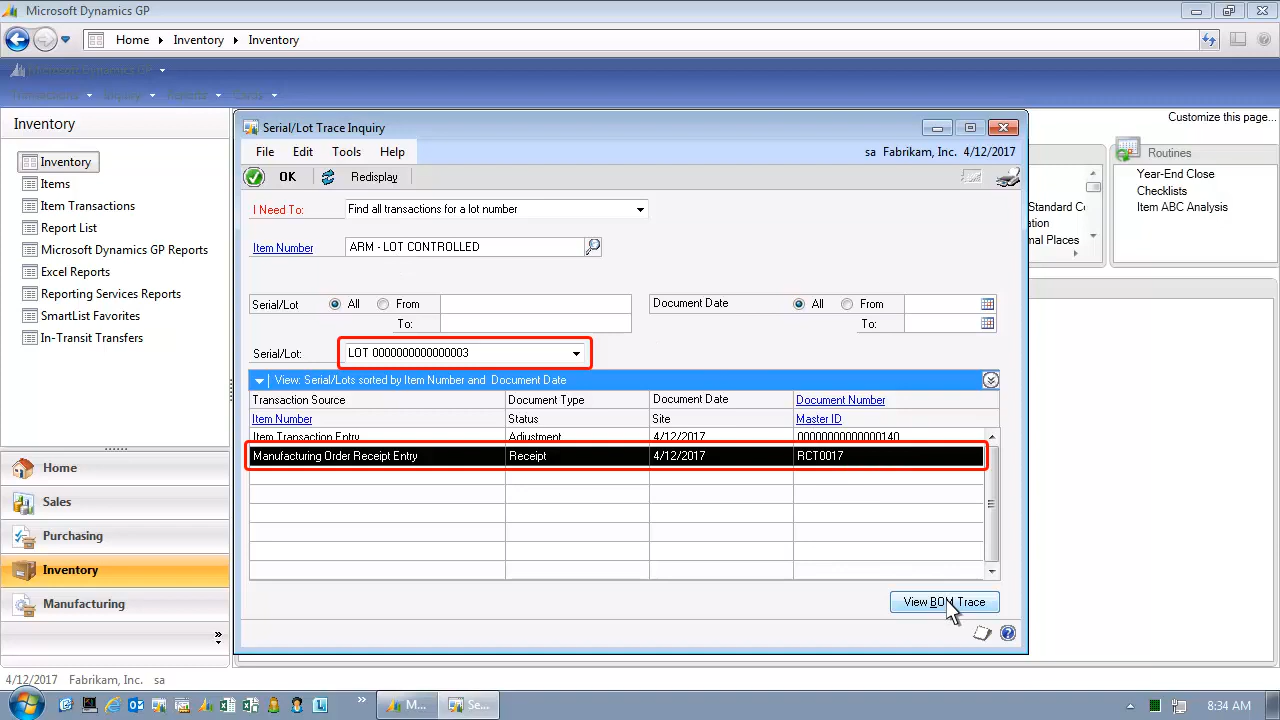 Microsoft Dynamics GP
Home Inventory Inventory
Microsoft Dynamics GP
Transactions Inquiry Reports Cards
Inventory
Customize this page...
Inventory
Items
Item Transactions
Report List
Microsoft Dynamics GP Reports
Excel Reports
Reporting Services Reports
SmartList Favorites
In-Transit Transfers
Home
Sales
Purchasing
Inventory
Manufacturing
Serial/Lot Trace Inquiry
File Edit Tools Help
sa Fabrikam, Inc. 4/12/2017
OK Redisplay
I Need To: Find all transactions for a lot number
Item Number ARM - LOT CONTROLLED
Serial/Lot All From
To:
Document Date All From
To:
Serial/Lot: LOT 0000000000000003
View: Serial/Lots sorted by Item Number and Document Date
Transaction Source Document Type Document Date Document Number
Item Number Status Site Master ID
Item Transaction Entry Adjustment 4/12/2017 00000000000000140
Manufacturing Order Receipt Entry Receipt 4/12/2017 RCT0017
View BOM Trace
Routines
Year-End Close
Checklists
Item ABC Analysis
4/12/2017 Fabrikam, Inc. sa
M...
Se...
8:34 AM